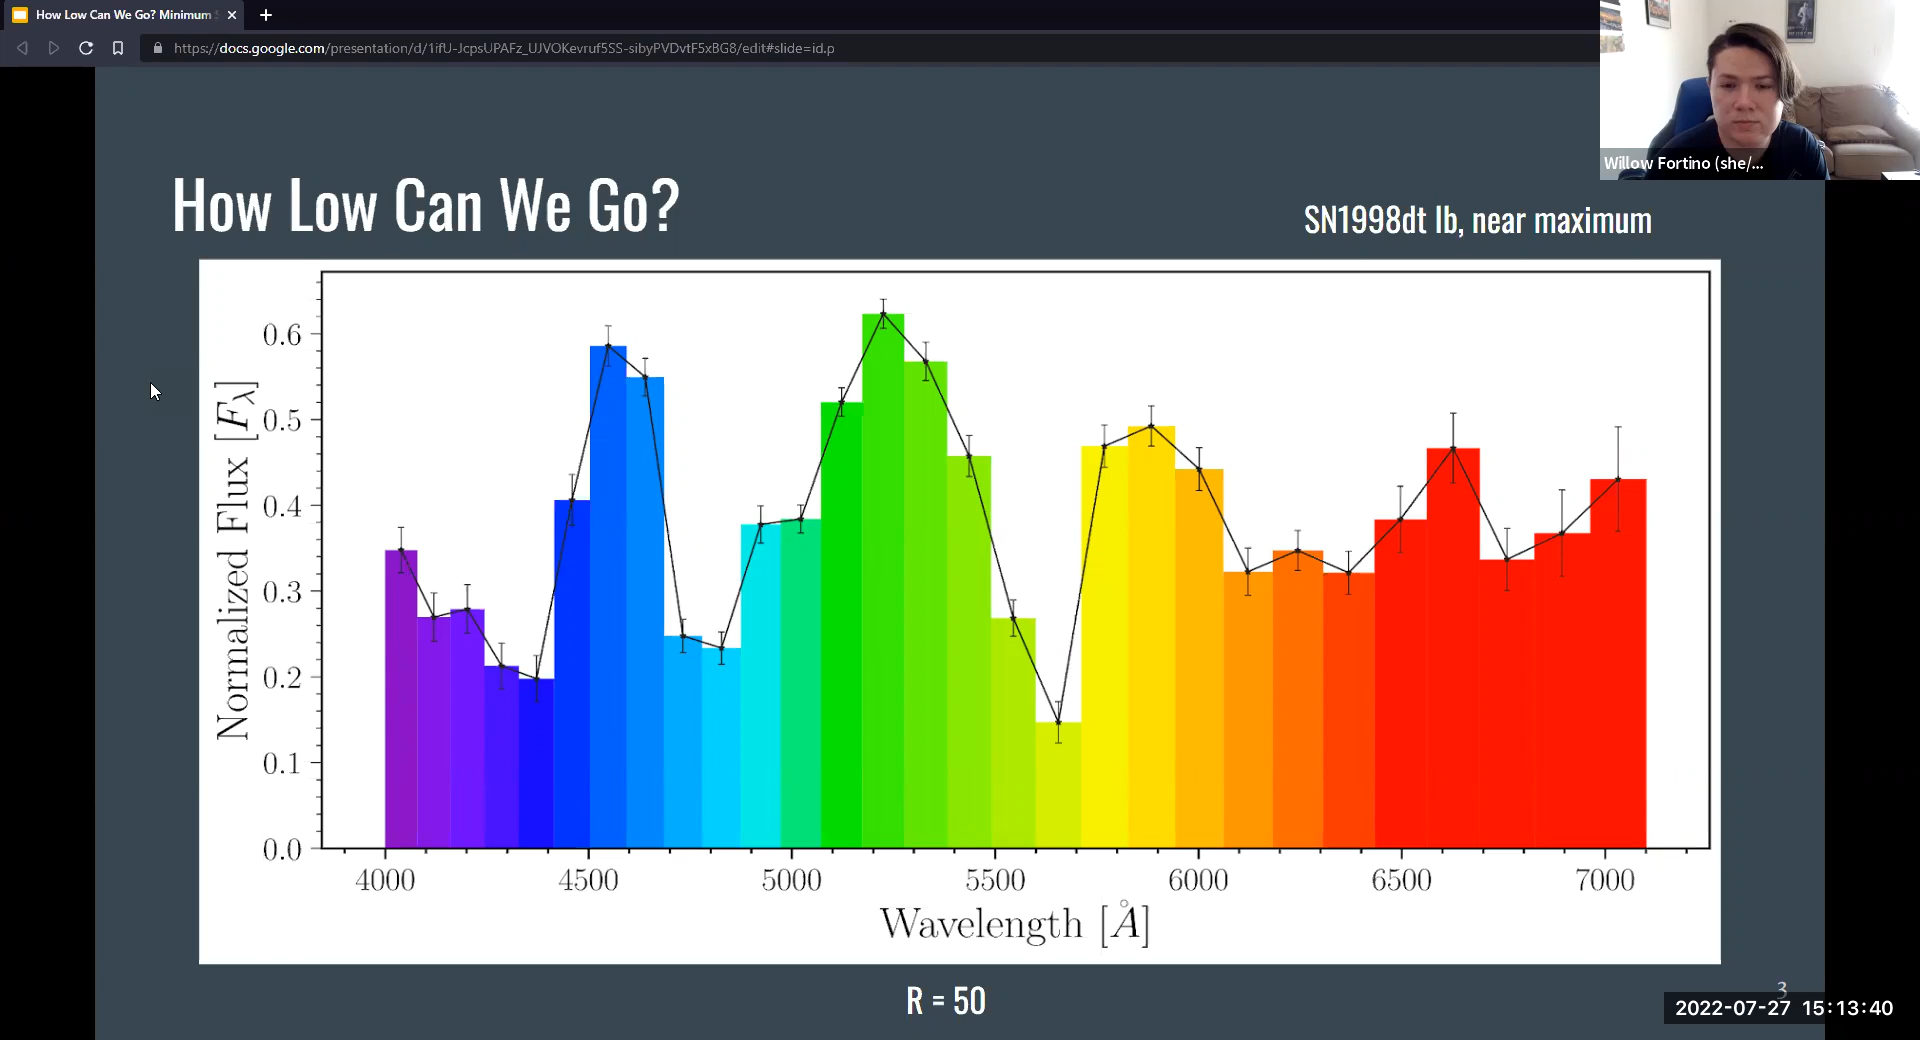 How Low Can We Go? Minimum
https://docs.google.com/presentation/d/1ifU-JcpsUPAFz_UJVOKevruf5SS-sibyPVDvtF5xBG8/edit#slide=id.p
Willow Fortino (she/...
How Low Can We Go?
SN1998dt Ib, near maximum
Normalized Flux [Fλ]
0.6
0.5
0.4
0.3
0.2
0.1
0.0
4000 4500 5000 5500 6000 6500 7000
Wavelength [Å]
R = 50
3
2022-07-27 15:13:40